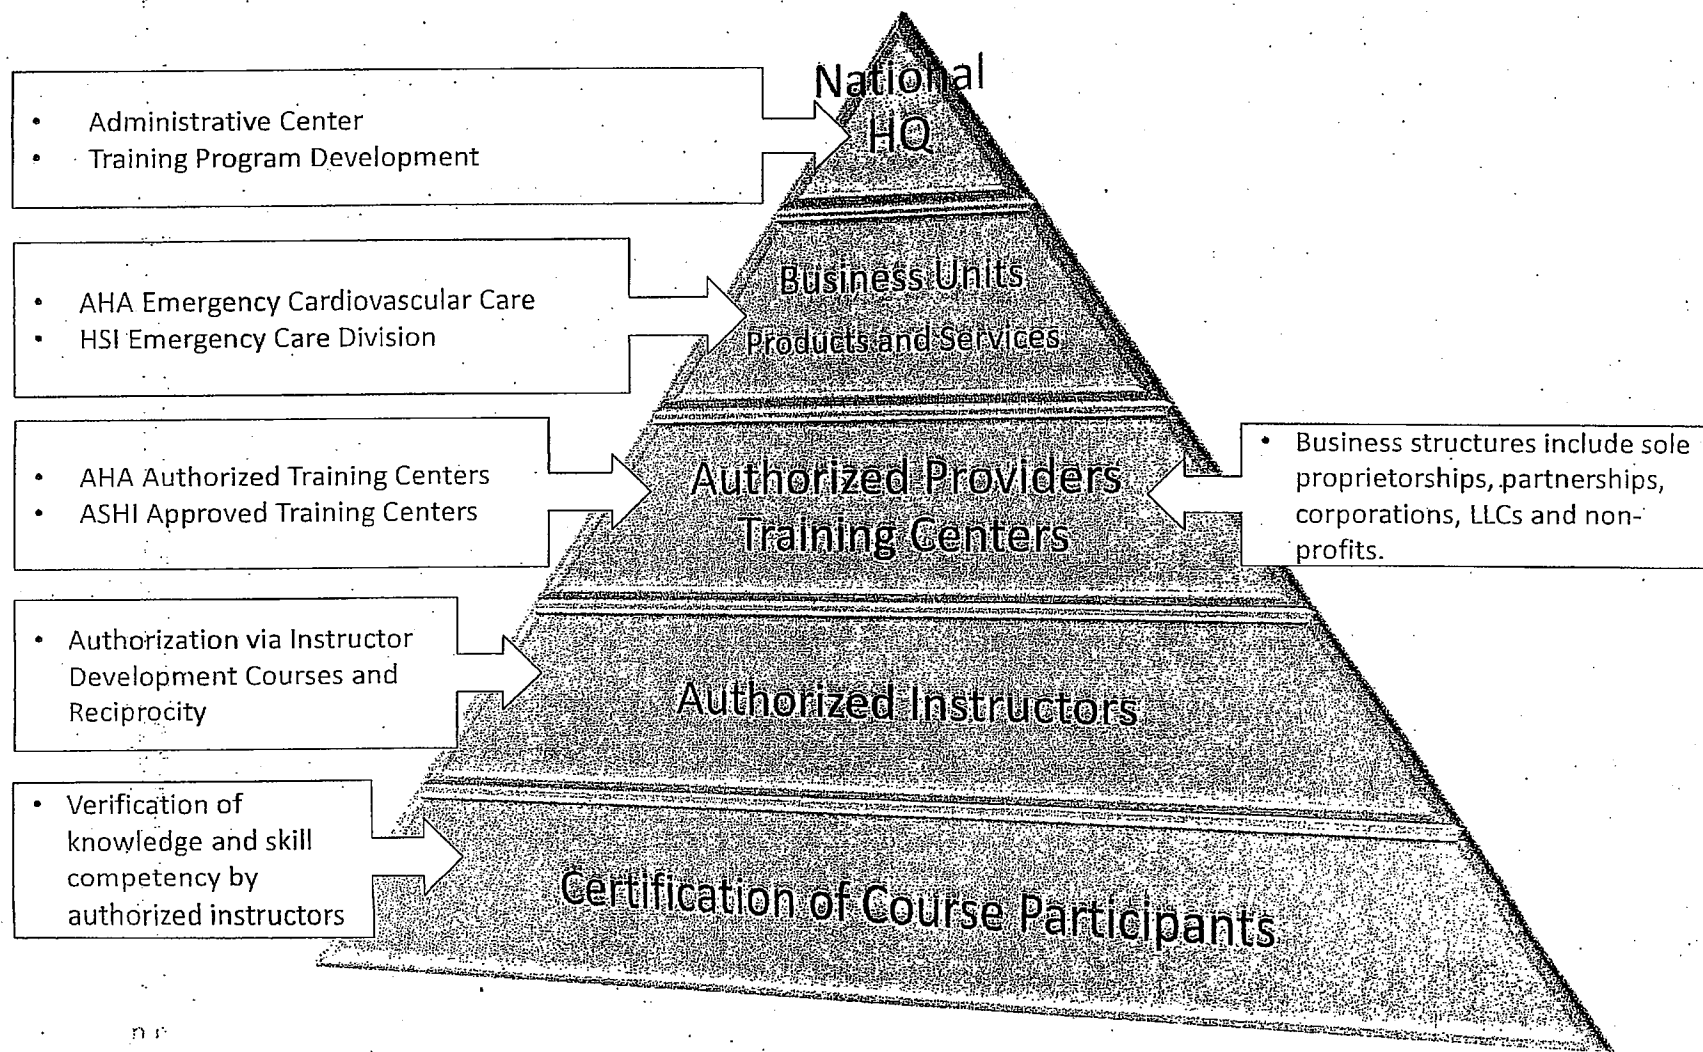 National
HQ
• Administrative Center
• Training Program Development
Business Units
Products and Services
• AHA Emergency Cardiovascular Care
• HSI Emergency Care Division
Authorized Providers
Training Centers
• AHA Authorized Training Centers
• ASHI Approved Training Centers
• Business structures include sole
proprietorships, partnerships,
corporations, LLCs and non-
profits.
Authorized Instructors
• Authorization via Instructor
Development Courses and
Reciprocity
Certification of Course Participants
• Verification of
knowledge and skill
competency by
authorized instructors